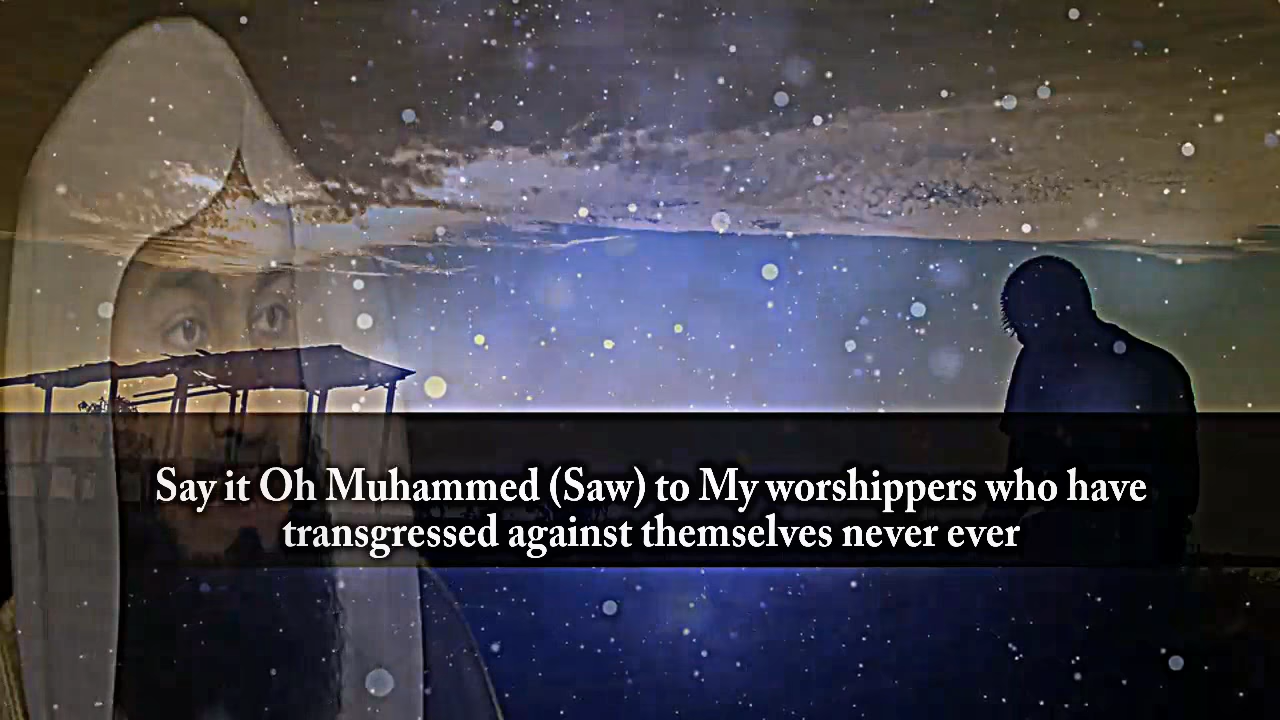 Say it Oh Muhammed (Saw) to My worshippers who have
transgressed against themselves never ever